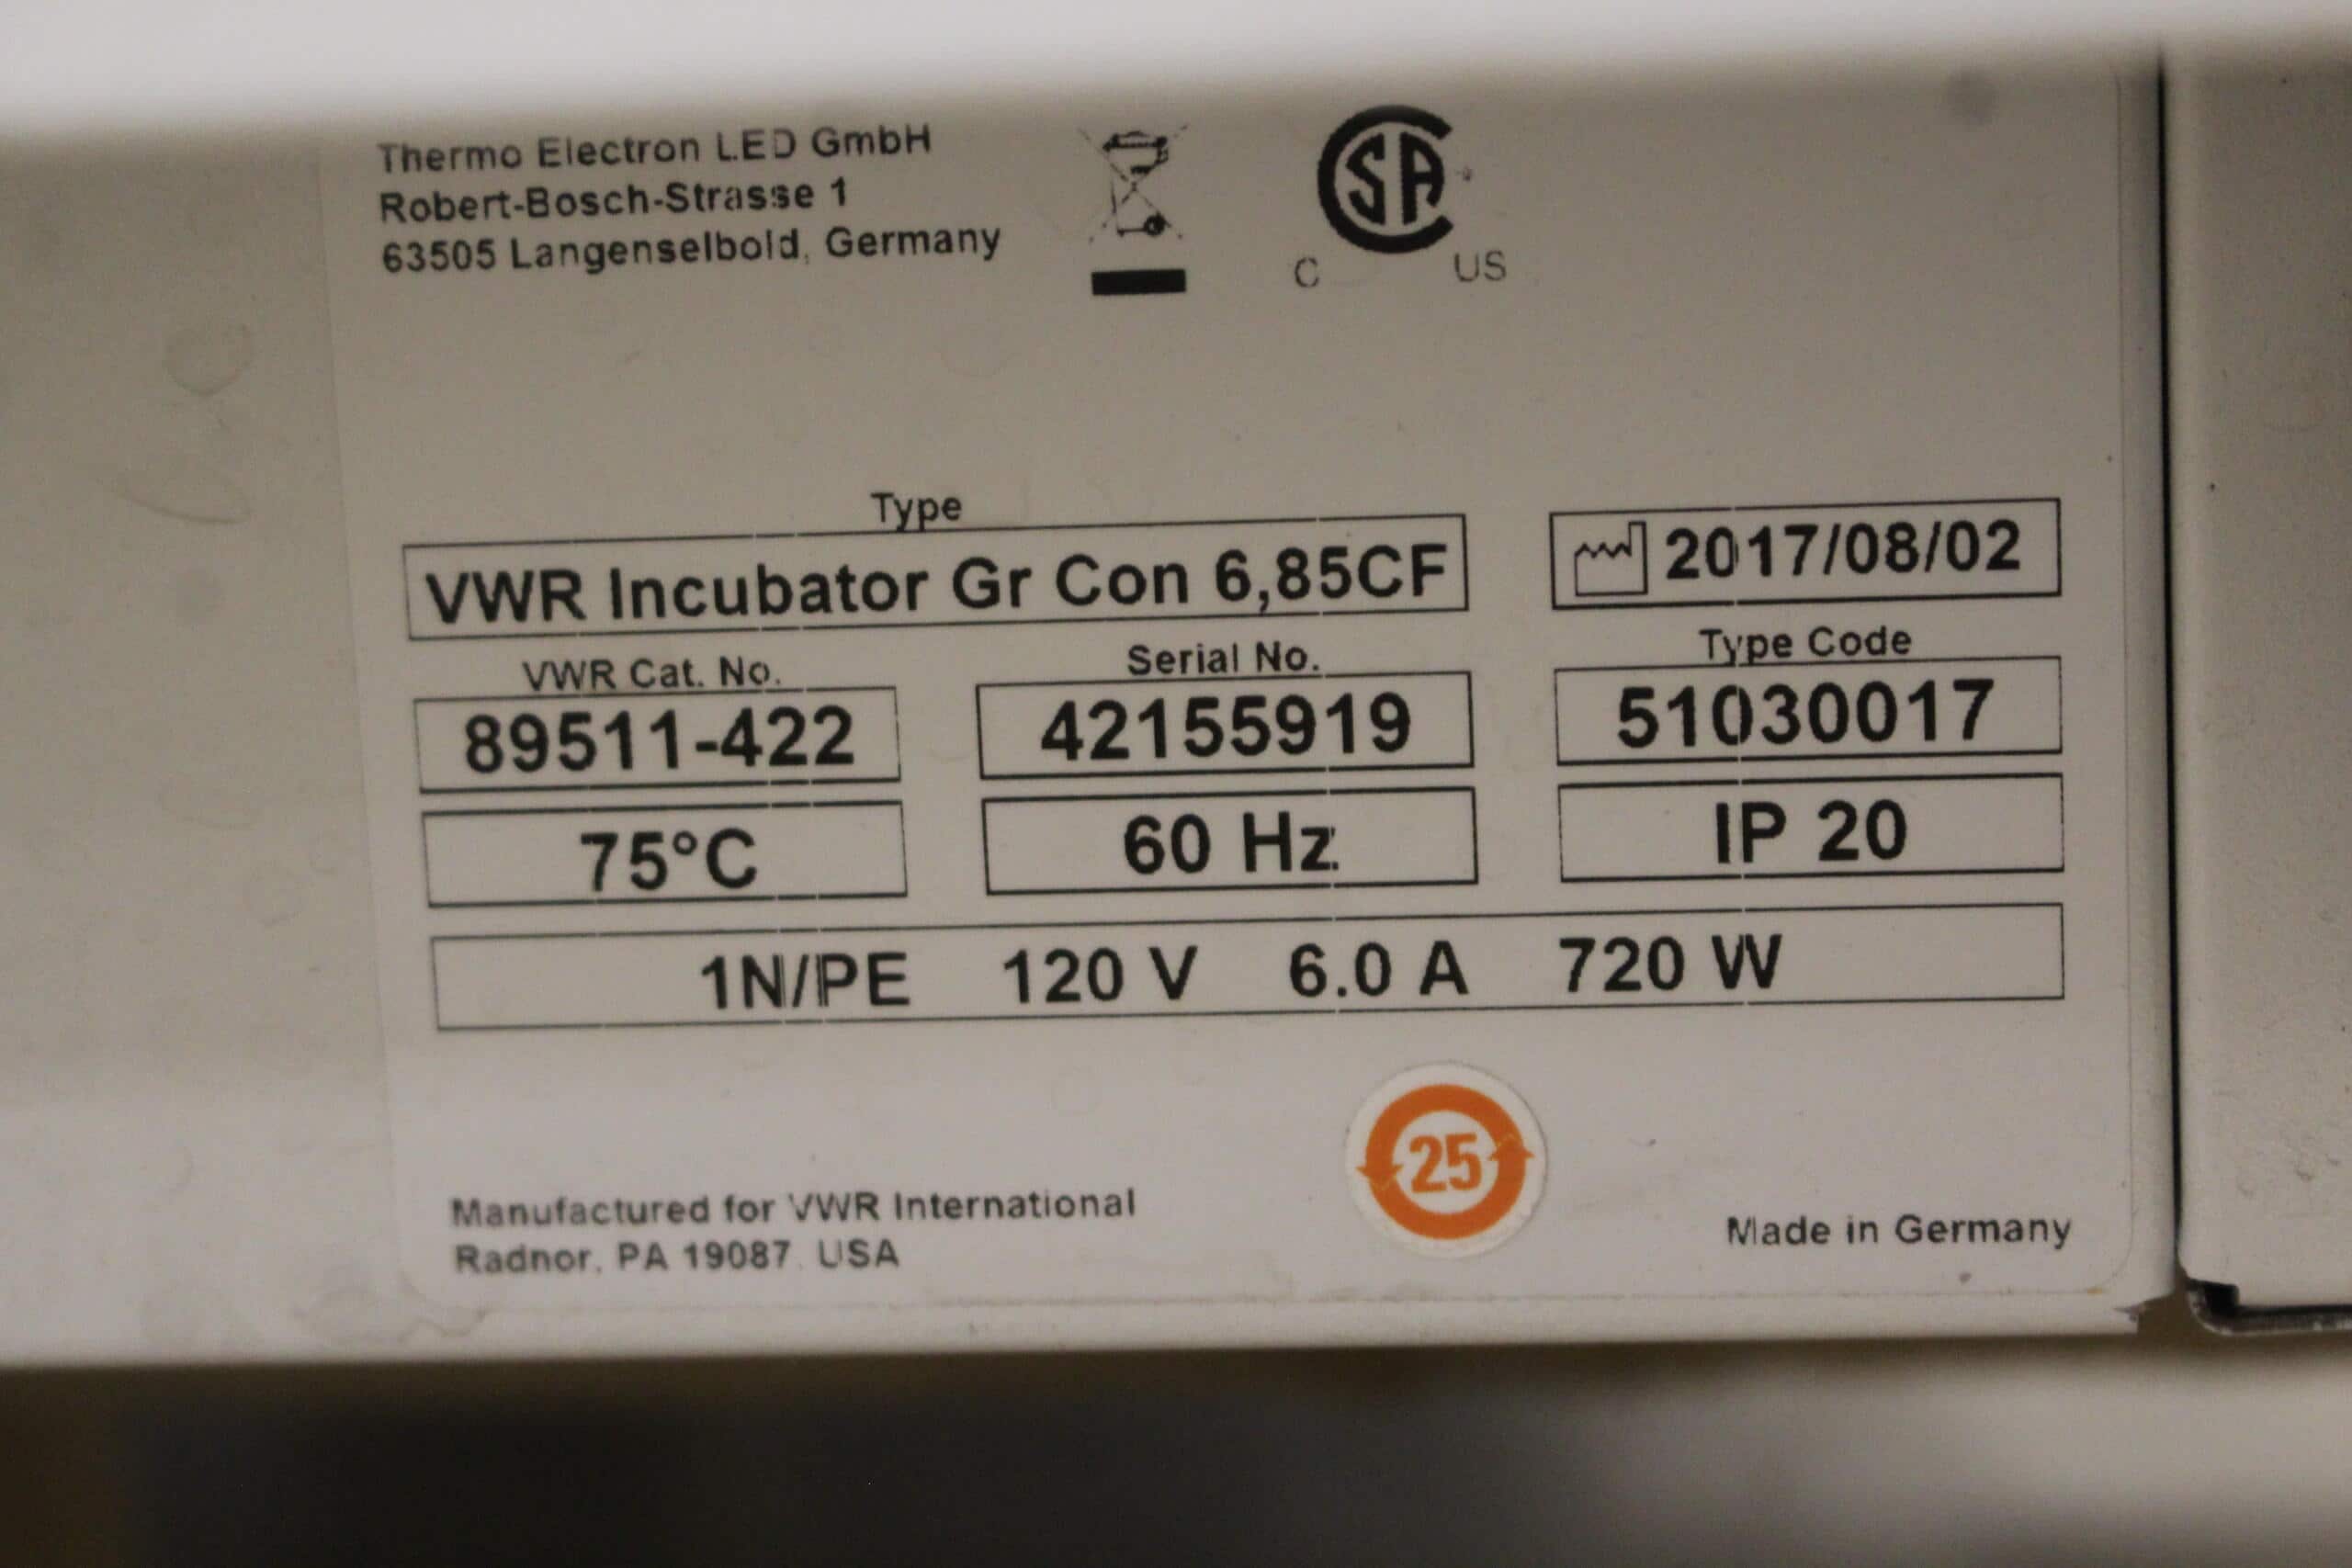 Thermo Electron LED GmbH
Robert-Bosch-Strasse 1
63505 Langenselbold, Germany
CSA
C US
Type
VWR Incubator Gr Con 6,85CF
2017/08/02
VWR Cat. No.
Serial No.
Type Code
89511-422
42155919
51030017
75°C
60 Hz
IP 20
1N/PE 120 V 6.0 A 720 W
25
Manufactured for VWR International
Radnor, PA 19087, USA
Made in Germany